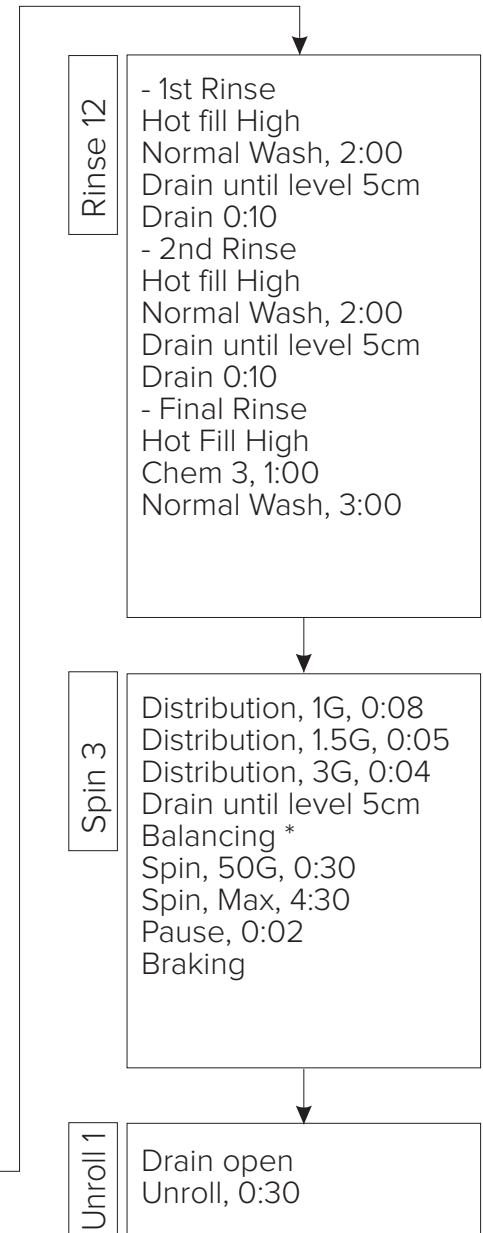 Rinse 12
- 1st Rinse
Hot fill High
Normal Wash, 2:00
Drain until level 5cm
Drain 0:10
- 2nd Rinse
Hot fill High
Normal Wash, 2:00
Drain until level 5cm
Drain 0:10
- Final Rinse
Hot Fill High
Chem 3, 1:00
Normal Wash, 3:00
Spin 3
Distribution, 1G, 0:08
Distribution, 1.5G, 0:05
Distribution, 3G, 0:04
Drain until level 5cm
Balancing *
Spin, 50G, 0:30
Spin, Max, 4:30
Pause, 0:02
Braking
Unroll 1
Drain open
Unroll, 0:30